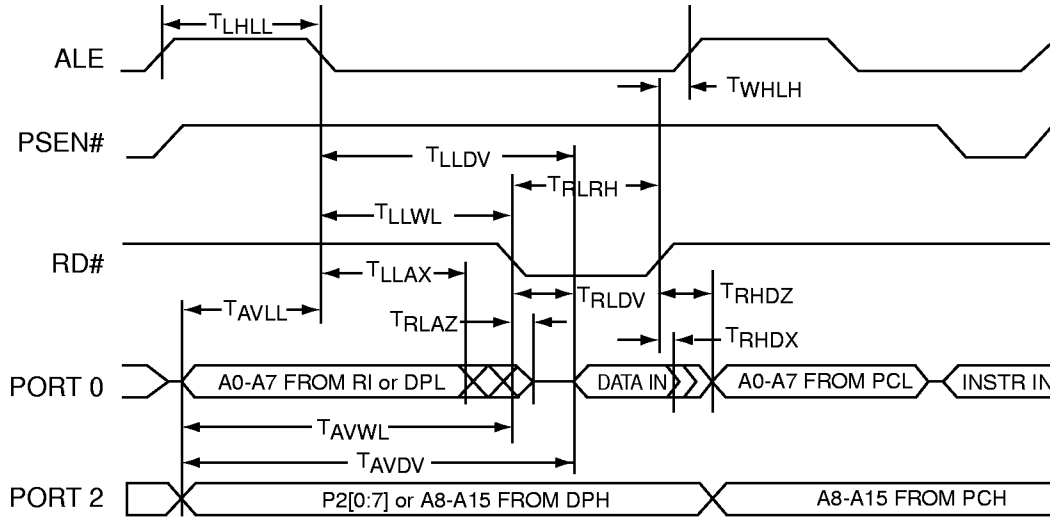 TLHLL
ALE
TWHLH
PSEN#
TLLDV
TRLRH
TLLWL
RD#
TLLAX
TRLDV
TRHDZ
TAVLL
TRLAZ
TRHDX
PORT 0
A0-A7 FROM RI or DPL
DATA IN
A0-A7 FROM PCL
INSTR IN
TAVWL
TAVDV
PORT 2
P2[0:7] or A8-A15 FROM DPH
A8-A15 FROM PCH